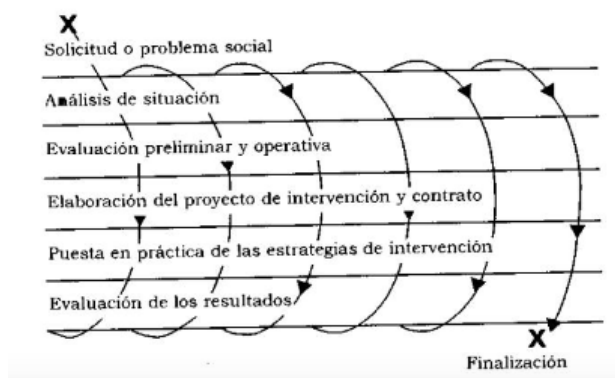 X
Solicitud o problema social
Análisis de situación
Evaluación preliminar y operativa
Elaboración del proyecto de intervención y contrato
Puesta en práctica de las estrategias de intervención
Evaluación de los resultados
X
Finalización